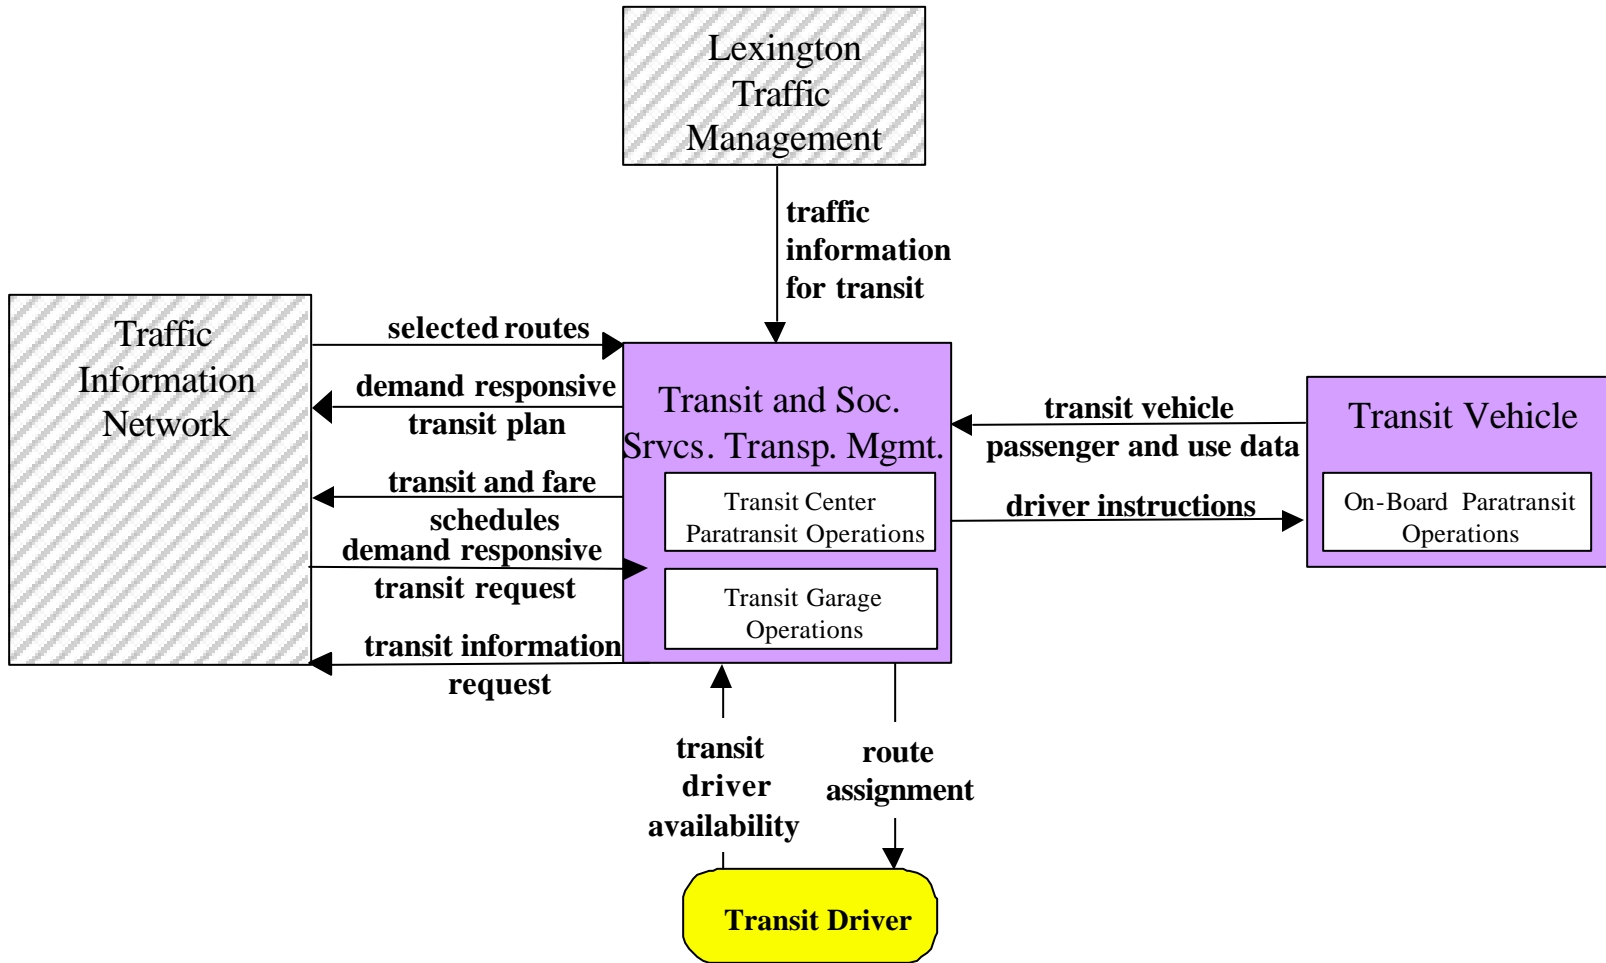 Lexington
Traffic
Management
traffic
information
for transit
Traffic
Information
Network
selected routes
demand responsive
transit plan
transit and fare
schedules
demand responsive
transit request
transit information
request
Transit and Soc.
Srvcs. Transp. Mgmt.
Transit Center
Paratransit Operations
Transit Garage
Operations
transit vehicle
passenger and use data
driver instructions
Transit Vehicle
On-Board Paratransit
Operations
transit
driver
availability
route
assignment
Transit Driver